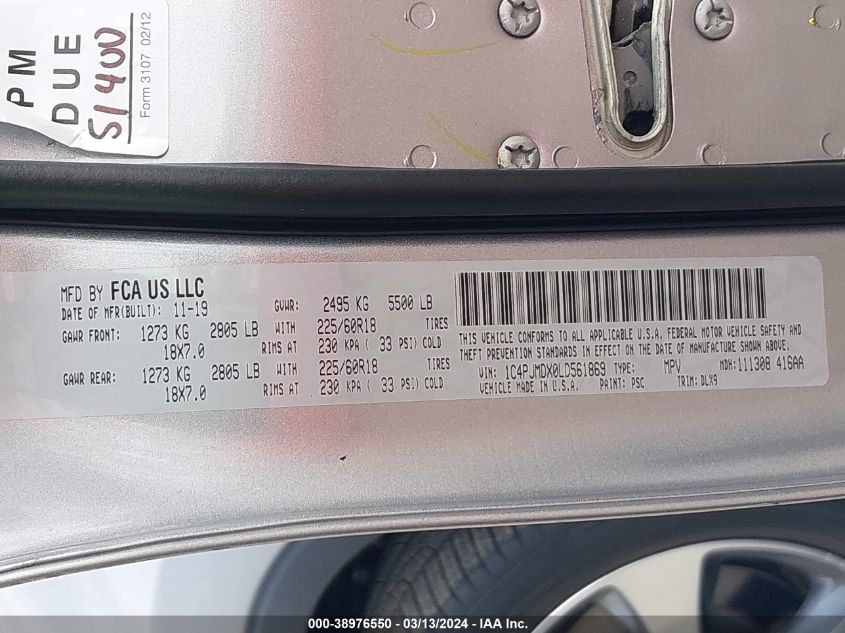 PM
DUE
51400
Form 3107 02/12
MFD BY FCA US LLC
DATE OF MFR(BUILT): 11-19 GVWR: 2495 KG 5500 LB
GAWR FRONT: 1273 KG 2805 LB WITH 225/60R18 TIRES
18X7.0 RIMS AT 230 KPA ( 33 PSI) COLD
GAWR REAR: 1273 KG 2805 LB WITH 225/60R18 TIRES
18X7.0 RIMS AT 230 KPA ( 33 PSI) COLD
THIS VEHICLE CONFORMS TO ALL APPLICABLE U.S.A. FEDERAL MOTOR VEHICLE SAFETY AND
THEFT PREVENTION STANDARDS IN EFFECT ON THE DATE OF MANUFACTURE SHOWN ABOVE.
VIN: 1C4PJMDX0LD561869 TYPE: MPV MDH: 111308 416AA
VEHICLE MADE IN U.S.A. PAINT: PSC TRIM: DLX9
000-38976550 — 03/13/2024 — IAA Inc.